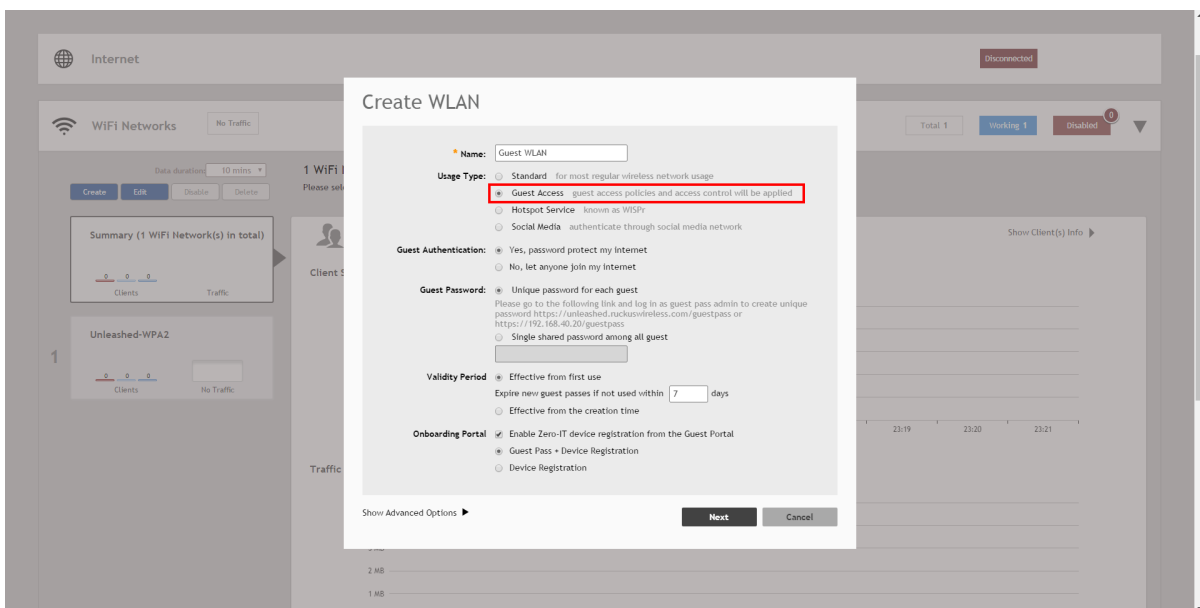 Internet
Disconnected
WiFi Networks
No Traffic
Total 1
Working 1
Disabled
0
Data duration: 10 mins
Create
Edit
Disable
Delete
1 WiFi
Please
Summary (1 WiFi Network(s) in total)
0 0 0
Clients
Traffic
Unleashed-WPA2
1
0 0 0
Clients
No Traffic
Client
Traffic
Show Client(s) Info
23:19
23:20
23:21
2 MB
1 MB
Create WLAN
* Name: Guest WLAN
Usage Type: Standard for most regular wireless network usage
Guest Access guest access policies and access control will be applied
Hotspot Service known as WISPr
Social Media authenticate through social media network
Guest Authentication: Yes, password protect my internet
No, let anyone join my internet
Guest Password: Unique password for each guest
Please go to the following link and log in as guest pass admin to create unique
password https://unleashed.ruckuswireless.com/guestpass or
https://192.168.40.20/guestpass
Single shared password among all guest
Validity Period Effective from first use
Expire new guest passes if not used within 7 days
Effective from the creation time
Onboarding Portal Enable Zero-IT device registration from the Guest Portal
Guest Pass + Device Registration
Device Registration
Show Advanced Options
Next
Cancel